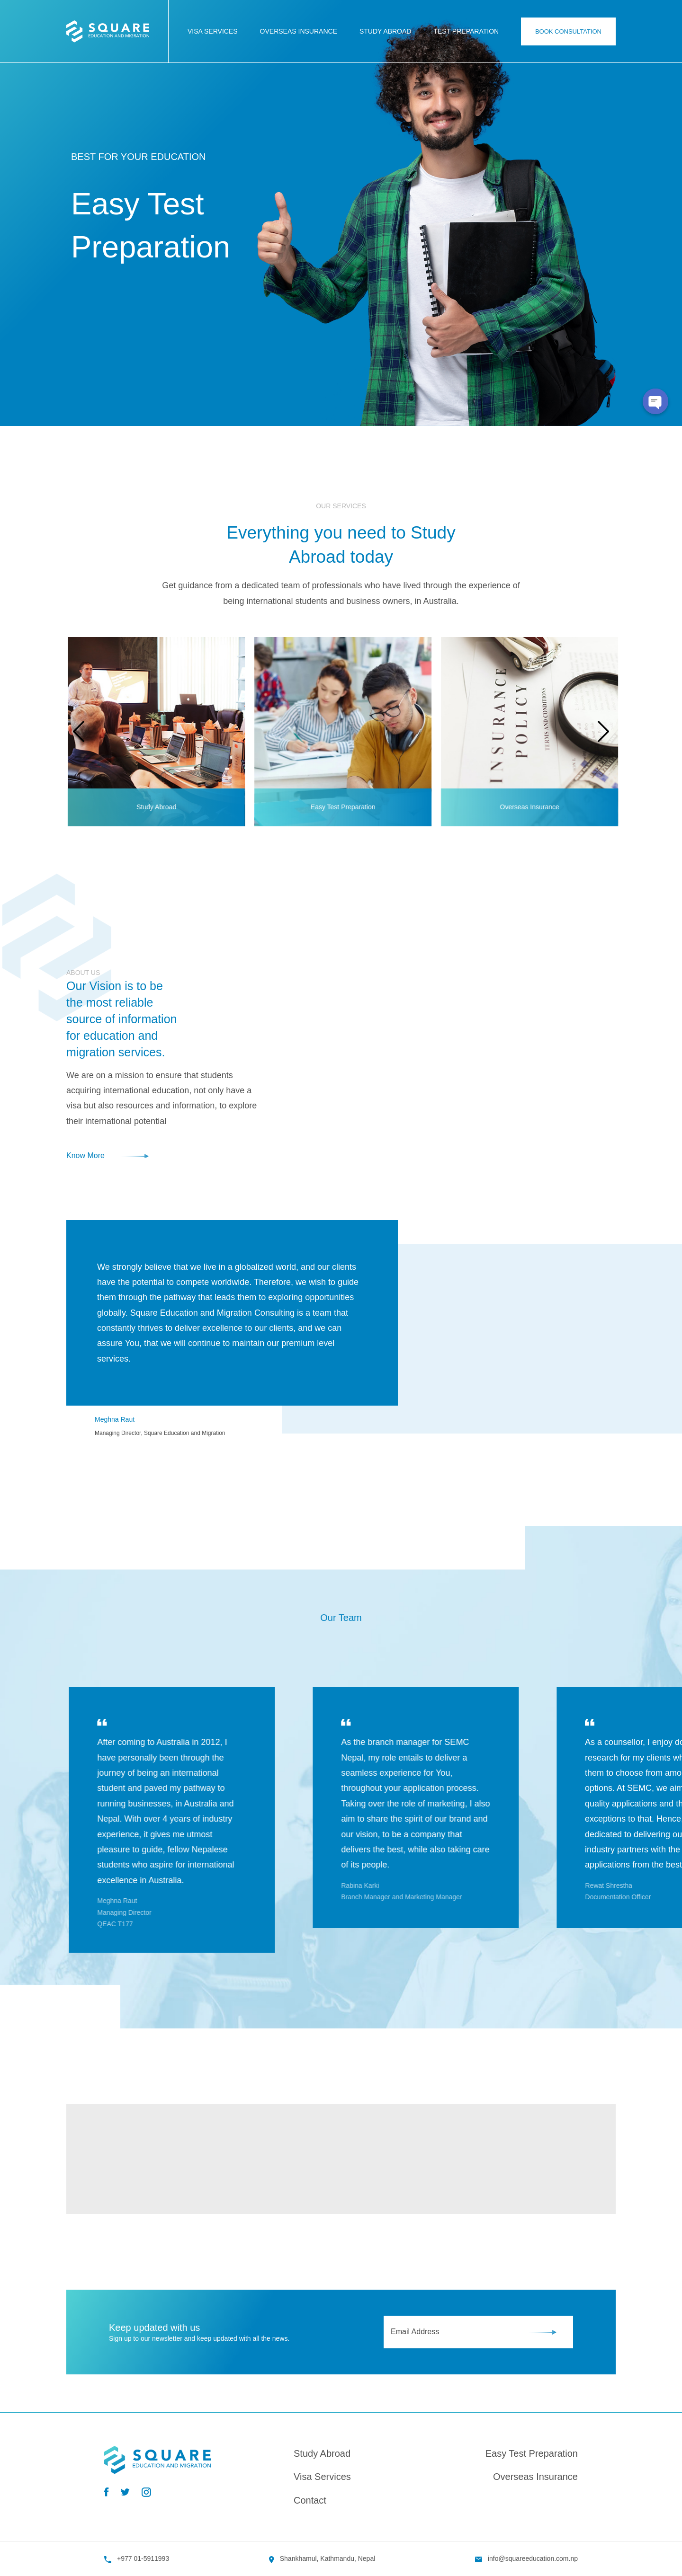 SQUARE
EDUCATION AND MIGRATION
VISA SERVICES
OVERSEAS INSURANCE
STUDY ABROAD
TEST PREPARATION
BOOK CONSULTATION
BEST FOR YOUR EDUCATION
Easy Test
Preparation
OUR SERVICES
Everything you need to Study
Abroad today
Get guidance from a dedicated team of professionals who have lived through the experience of
being international students and business owners, in Australia.
INSURANCE
POLICY
TERMS AND CONDITIONS
Study Abroad
Easy Test Preparation
Overseas Insurance
ABOUT US
Our Vision is to be
the most reliable
source of information
for education and
migration services.
We are on a mission to ensure that students
acquiring international education, not only have a
visa but also resources and information, to explore
their international potential
Know More
We strongly believe that we live in a globalized world, and our clients
have the potential to compete worldwide. Therefore, we wish to guide
them through the pathway that leads them to exploring opportunities
globally. Square Education and Migration Consulting is a team that
constantly thrives to deliver excellence to our clients, and we can
assure You, that we will continue to maintain our premium level
services.
Meghna Raut
Managing Director, Square Education and Migration
Our Team
After coming to Australia in 2012, I
have personally been through the
journey of being an international
student and paved my pathway to
running businesses, in Australia and
Nepal. With over 4 years of industry
experience, it gives me utmost
pleasure to guide, fellow Nepalese
students who aspire for international
excellence in Australia.
Meghna Raut
Managing Director
QEAC T177
As the branch manager for SEMC
Nepal, my role entails to deliver a
seamless experience for You,
throughout your application process.
Taking over the role of marketing, I also
aim to share the spirit of our brand and
our vision, to be a company that
delivers the best, while also taking care
of its people.
Rabina Karki
Branch Manager and Marketing Manager
As a counsellor, I enjoy do
research for my clients wh
them to choose from amo
options. At SEMC, we aim
quality applications and th
exceptions to that. Hence
dedicated to delivering ou
industry partners with the
applications from the best
Rewat Shrestha
Documentation Officer
Keep updated with us
Sign up to our newsletter and keep updated with all the news.
Email Address
SQUARE
EDUCATION AND MIGRATION
Study Abroad
Easy Test Preparation
Visa Services
Overseas Insurance
Contact
+977 01-5911993
Shankhamul, Kathmandu, Nepal
info@squareeducation.com.np